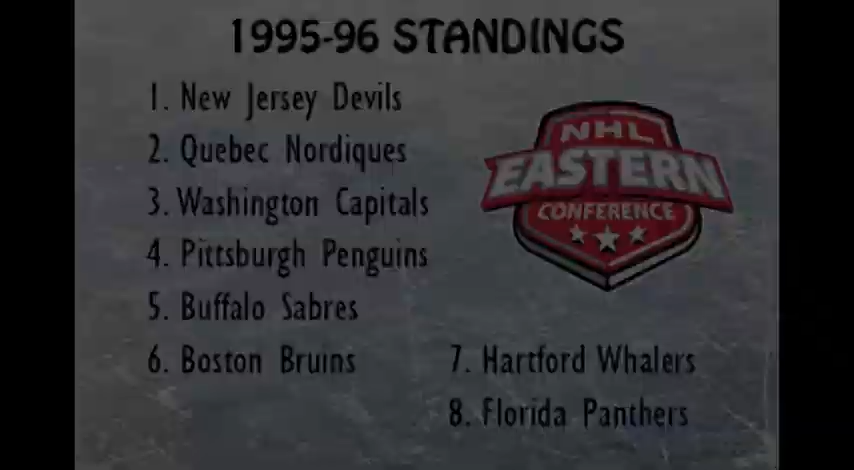 1995-96 STANDINGS
1. New Jersey Devils
2. Quebec Nordiques
3. Washington Capitals
4. Pittsburgh Penguins
5. Buffalo Sabres
6. Boston Bruins
7. Hartford Whalers
8. Florida Panthers
NHL
EASTERN
CONFERENCE